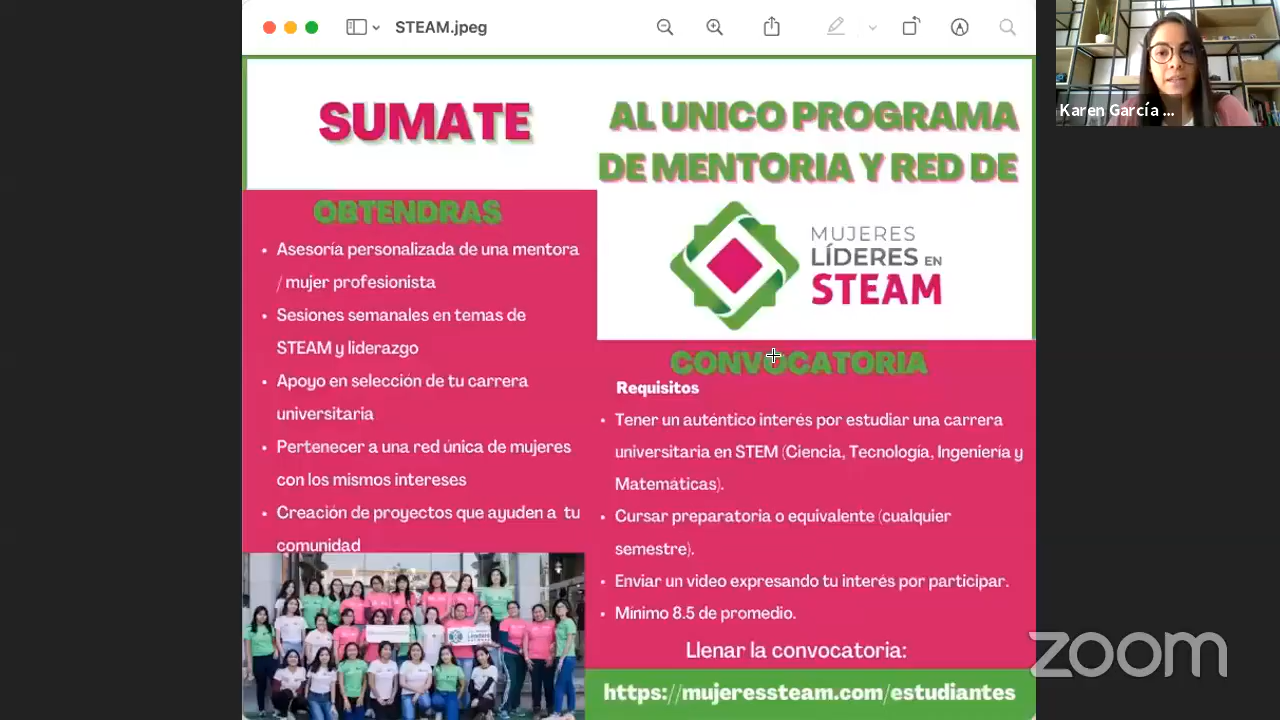 STEAM.jpeg
Karen García ...
SUMATE
AL UNICO PROGRAMA
DE MENTORIA Y RED DE
MUJERES
LÍDERES EN
STEAM
OBTENDRAS
• Asesoría personalizada de una mentora
/ mujer profesionista
• Sesiones semanales en temas de
STEAM y liderazgo
• Apoyo en selección de tu carrera
universitaria
• Pertenecer a una red única de mujeres
con los mismos intereses
• Creación de proyectos que ayuden a tu
comunidad
CONVOCATORIA
Requisitos
• Tener un auténtico interés por estudiar una carrera
universitaria en STEM (Ciencia, Tecnología, Ingeniería y
Matemáticas).
• Cursar preparatoria o equivalente (cualquier
semestre).
• Enviar un video expresando tu interés por participar.
• Mínimo 8.5 de promedio.
Llenar la convocatoria:
https://mujeressteam.com/estudiantes
zoom